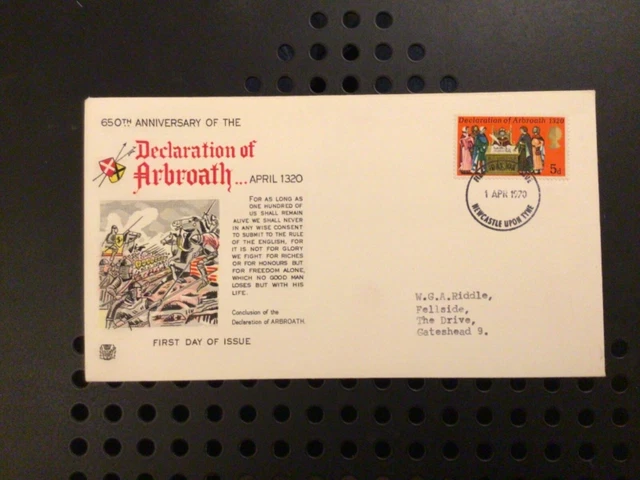 650TH ANNIVERSARY OF THE
Declaration of
Arbroath... APRIL 1320
FOR AS LONG AS
ONE HUNDRED OF
US SHALL REMAIN
ALIVE WE SHALL NEVER
IN ANY WISE CONSENT
TO SUBMIT TO THE RULE
OF THE ENGLISH, FOR
IT IS NOT FOR GLORY
WE FIGHT FOR RICHES
OR FOR HONOURS BUT
FOR FREEDOM ALONE,
WHICH NO GOOD MAN
LOSES BUT WITH HIS
LIFE.
Conclusion of the
Declaration of ARBROATH.
FIRST DAY OF ISSUE
Declaration of Arbroath 1320
5d
1 APR 1970
NEWCASTLE UPON TYNE
W.G.A.Riddle,
Fellside,
The Drive,
Gateshead 9.